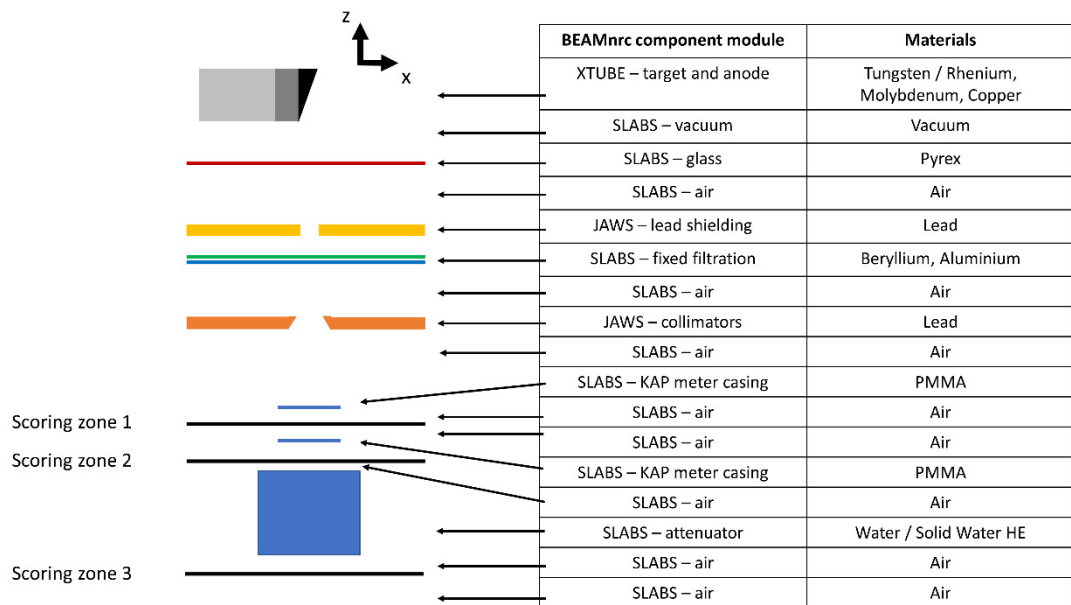 z
x
BEAMnrc component module Materials
XTUBE – target and anode Tungsten / Rhenium,
Molybdenum, Copper
SLABS – vacuum Vacuum
SLABS – glass Pyrex
SLABS – air Air
JAWS – lead shielding Lead
SLABS – fixed filtration Beryllium, Aluminium
SLABS – air Air
JAWS – collimators Lead
SLABS – air Air
SLABS – KAP meter casing PMMA
Scoring zone 1
SLABS – air Air
SLABS – air Air
Scoring zone 2
SLABS – KAP meter casing PMMA
SLABS – air Air
SLABS – attenuator Water / Solid Water HE
Scoring zone 3
SLABS – air Air
SLABS – air Air